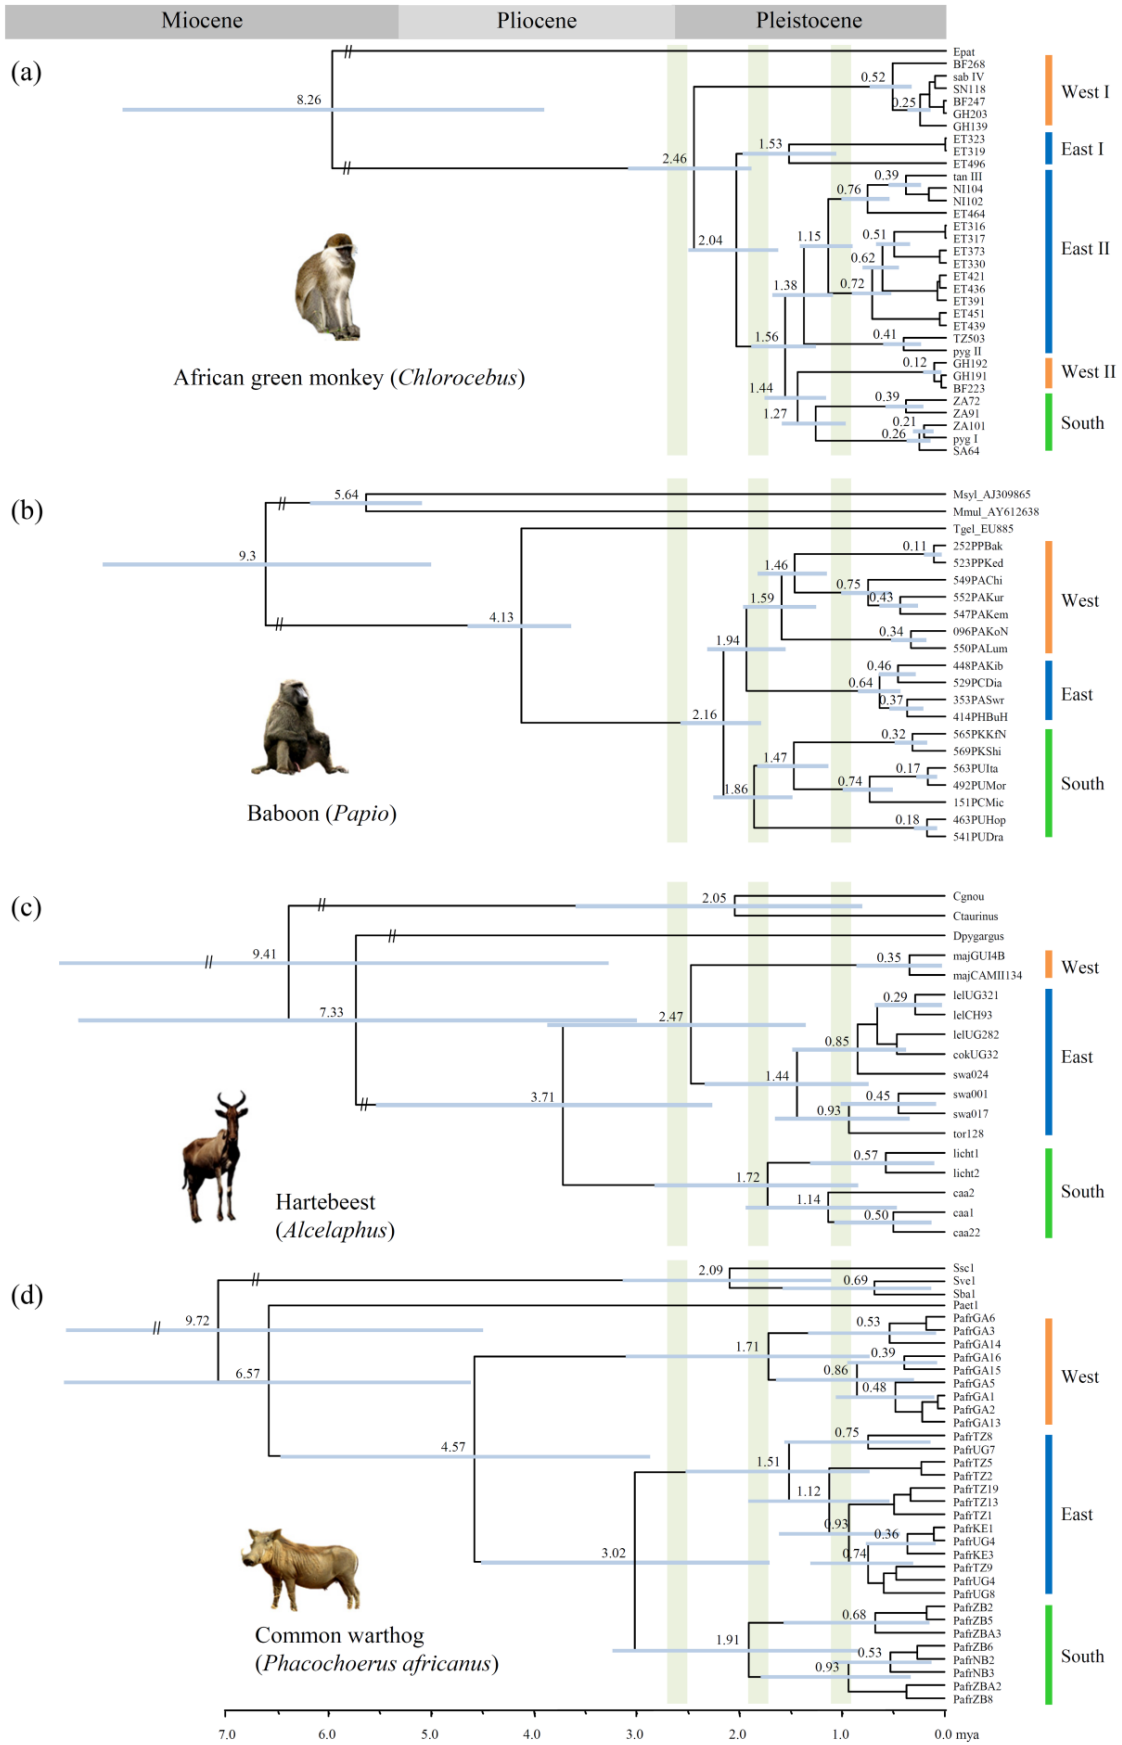 Miocene
Pliocene
Pleistocene
(a)
Epat
BF268
sab IV
SN118
BF247
GH203
GH139
ET323
ET319
ET496
tan III
NI104
NI102
ET464
ET316
ET317
ET373
ET330
ET421
ET436
ET391
ET451
ET439
TZ503
pyg II
GH192
GH191
BF223
ZA72
ZA91
ZA101
pyg I
SA64
West I
East I
East II
West II
South
8.26
2.46
0.52
0.25
1.53
2.04
0.39
0.76
1.15
0.51
0.62
0.72
1.38
1.56
0.41
0.12
1.44
1.27
0.39
0.21
0.26
African green monkey (Chlorocebus)
(b)
Msyl_AJ309865
Mmul_AY612638
Tgel_EU885
252PPBak
523PPKed
549PAChi
552PAKur
547PAKem
096PAKoN
550PALum
448PAKib
529PCDia
353PASwr
414PHBuH
565PKKfN
569PKShi
563PUIta
492PUMor
151PCMic
463PUHop
541PUDra
West
East
South
5.64
9.3
4.13
0.11
1.46
0.75
0.43
1.59
0.34
1.94
0.46
0.64
0.37
2.16
0.32
1.47
0.17
0.74
1.86
0.18
Baboon (Papio)
(c)
Cgnou
Ctaurinus
Dpygargus
majGUI4B
majCAMII134
lelUG321
lelCH93
lelUG282
cokUG32
swa024
swa001
swa017
tor128
licht1
licht2
caa2
caa1
caa22
West
East
South
2.05
9.41
0.35
7.33
2.47
0.29
0.85
1.44
0.45
0.93
3.71
0.57
1.72
1.14
0.50
Hartebeest
(Alcelaphus)
(d)
Ssc1
Sve1
Sba1
Paet1
PafrGA6
PafrGA3
PafrGA14
PafrGA16
PafrGA15
PafrGA5
PafrGA1
PafrGA2
PafrGA13
PafrTZ8
PafrUG7
PafrTZ5
PafrTZ2
PafrTZ19
PafrTZ13
PafrTZ1
PafrKE1
PafrUG4
PafrKE3
PafrTZ9
PafrUG4
PafrUG8
PafrZB2
PafrZB5
PafrZBA3
PafrZB6
PafrNB2
PafrNB3
PafrZBA2
PafrZB8
West
East
South
2.09
0.69
9.72
0.53
1.71
0.39
0.86
0.48
6.57
4.57
0.75
1.51
1.12
0.93
0.36
0.74
3.02
0.68
1.91
0.53
0.93
Common warthog
(Phacochoerus africanus)
7.0
6.0
5.0
4.0
3.0
2.0
1.0
0.0 mya